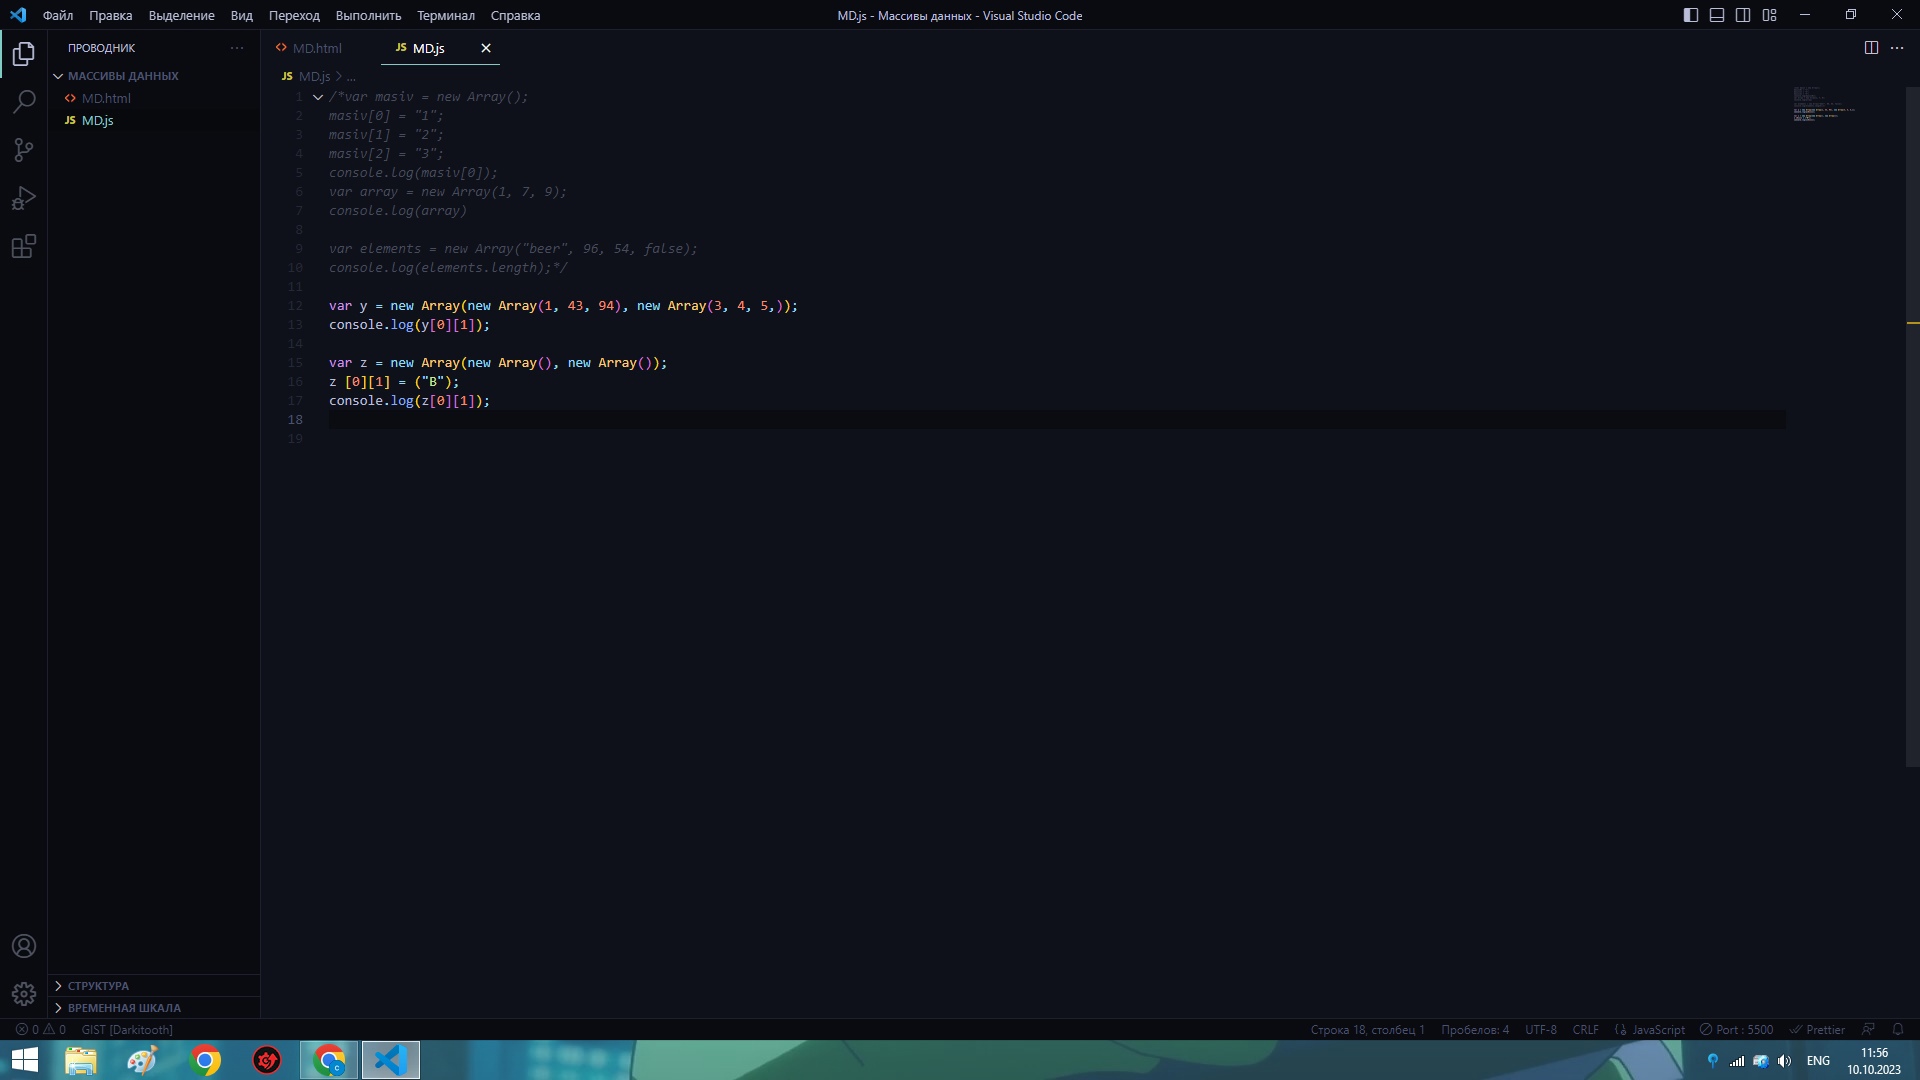 Файл Правка Выделение Вид Переход Выполнить Терминал Справка
MD.js - Массивы данных - Visual Studio Code
ПРОВОДНИК
МАССИВЫ ДАННЫХ
MD.html
JS MD.js
MD.html
JS MD.js
JS MD.js > ...
1 /*var masiv = new Array();
2 masiv[0] = "1";
3 masiv[1] = "2";
4 masiv[2] = "3";
5 console.log(masiv[0]);
6 var array = new Array(1, 7, 9);
7 console.log(array)
8
9 var elements = new Array("beer", 96, 54, false);
10 console.log(elements.length);*/
11
12 var y = new Array(new Array(1, 43, 94), new Array(3, 4, 5,));
13 console.log(y[0][1]);
14
15 var z = new Array(new Array(), new Array());
16 z [0][1] = ("B");
17 console.log(z[0][1]);
18
19
СТРУКТУРА
ВРЕМЕННАЯ ШКАЛА
0 0 GIST [Darkitooth]
Строка 18, столбец 1 Пробелов: 4 UTF-8 CRLF JavaScript Port : 5500 Prettier
ENG
11:56
10.10.2023